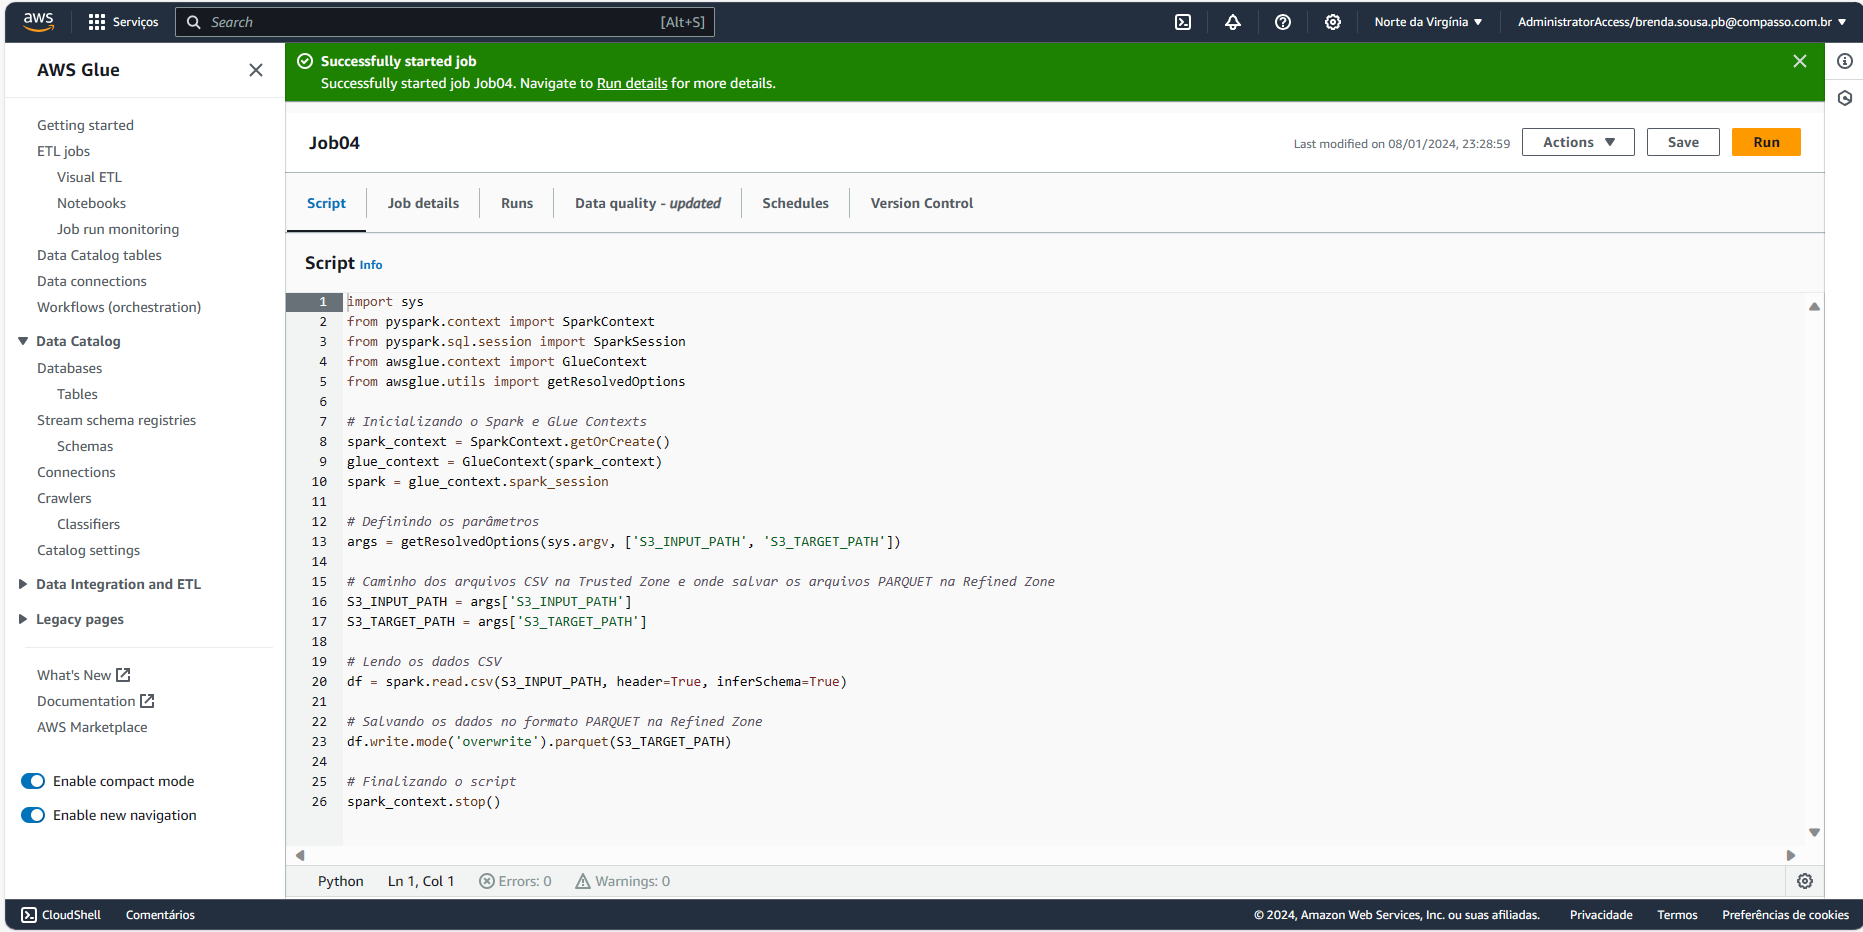 aws
Serviços
Search
[Alt+S]
Norte da Virgínia
AdministratorAccess/brenda.sousa.pb@compasso.com.br
AWS Glue
Getting started
ETL jobs
Visual ETL
Notebooks
Job run monitoring
Data Catalog tables
Data connections
Workflows (orchestration)
Data Catalog
Databases
Tables
Stream schema registries
Schemas
Connections
Crawlers
Classifiers
Catalog settings
Data Integration and ETL
Legacy pages
What's New
Documentation
AWS Marketplace
Enable compact mode
Enable new navigation
Successfully started job
Successfully started job Job04. Navigate to Run details for more details.
Job04
Last modified on 08/01/2024, 23:28:59
Actions
Save
Run
Script
Job details
Runs
Data quality - updated
Schedules
Version Control
Script Info
1 import sys
2 from pyspark.context import SparkContext
3 from pyspark.sql.session import SparkSession
4 from awsglue.context import GlueContext
5 from awsglue.utils import getResolvedOptions
6
7 # Inicializando o Spark e Glue Contexts
8 spark_context = SparkContext.getOrCreate()
9 glue_context = GlueContext(spark_context)
10 spark = glue_context.spark_session
11
12 # Definindo os parâmetros
13 args = getResolvedOptions(sys.argv, ['S3_INPUT_PATH', 'S3_TARGET_PATH'])
14
15 # Caminho dos arquivos CSV na Trusted Zone e onde salvar os arquivos PARQUET na Refined Zone
16 S3_INPUT_PATH = args['S3_INPUT_PATH']
17 S3_TARGET_PATH = args['S3_TARGET_PATH']
18
19 # Lendo os dados CSV
20 df = spark.read.csv(S3_INPUT_PATH, header=True, inferSchema=True)
21
22 # Salvando os dados no formato PARQUET na Refined Zone
23 df.write.mode('overwrite').parquet(S3_TARGET_PATH)
24
25 # Finalizando o script
26 spark_context.stop()
Python
Ln 1, Col 1
Errors: 0
Warnings: 0
CloudShell
Comentários
© 2024, Amazon Web Services, Inc. ou suas afiliadas.
Privacidade
Termos
Preferências de cookies